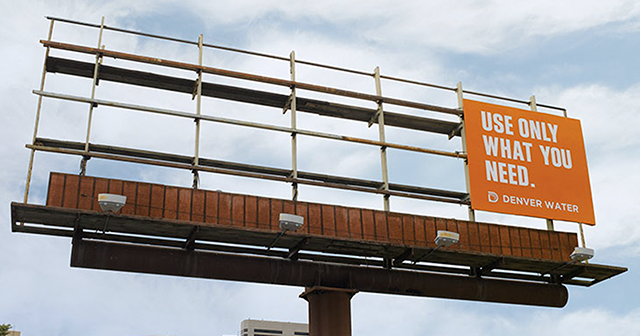 USE ONLY
WHAT YOU
NEED.
DENVER WATER